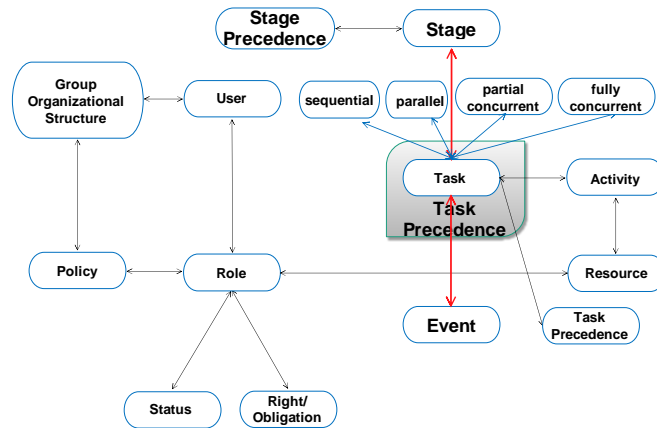 Stage
Precedence
Stage
Group
Organizational
Structure
User
sequential
parallel
partial
concurrent
fully
concurrent
Task
Task
Precedence
Activity
Policy
Role
Resource
Event
Task
Precedence
Status
Right/
Obligation